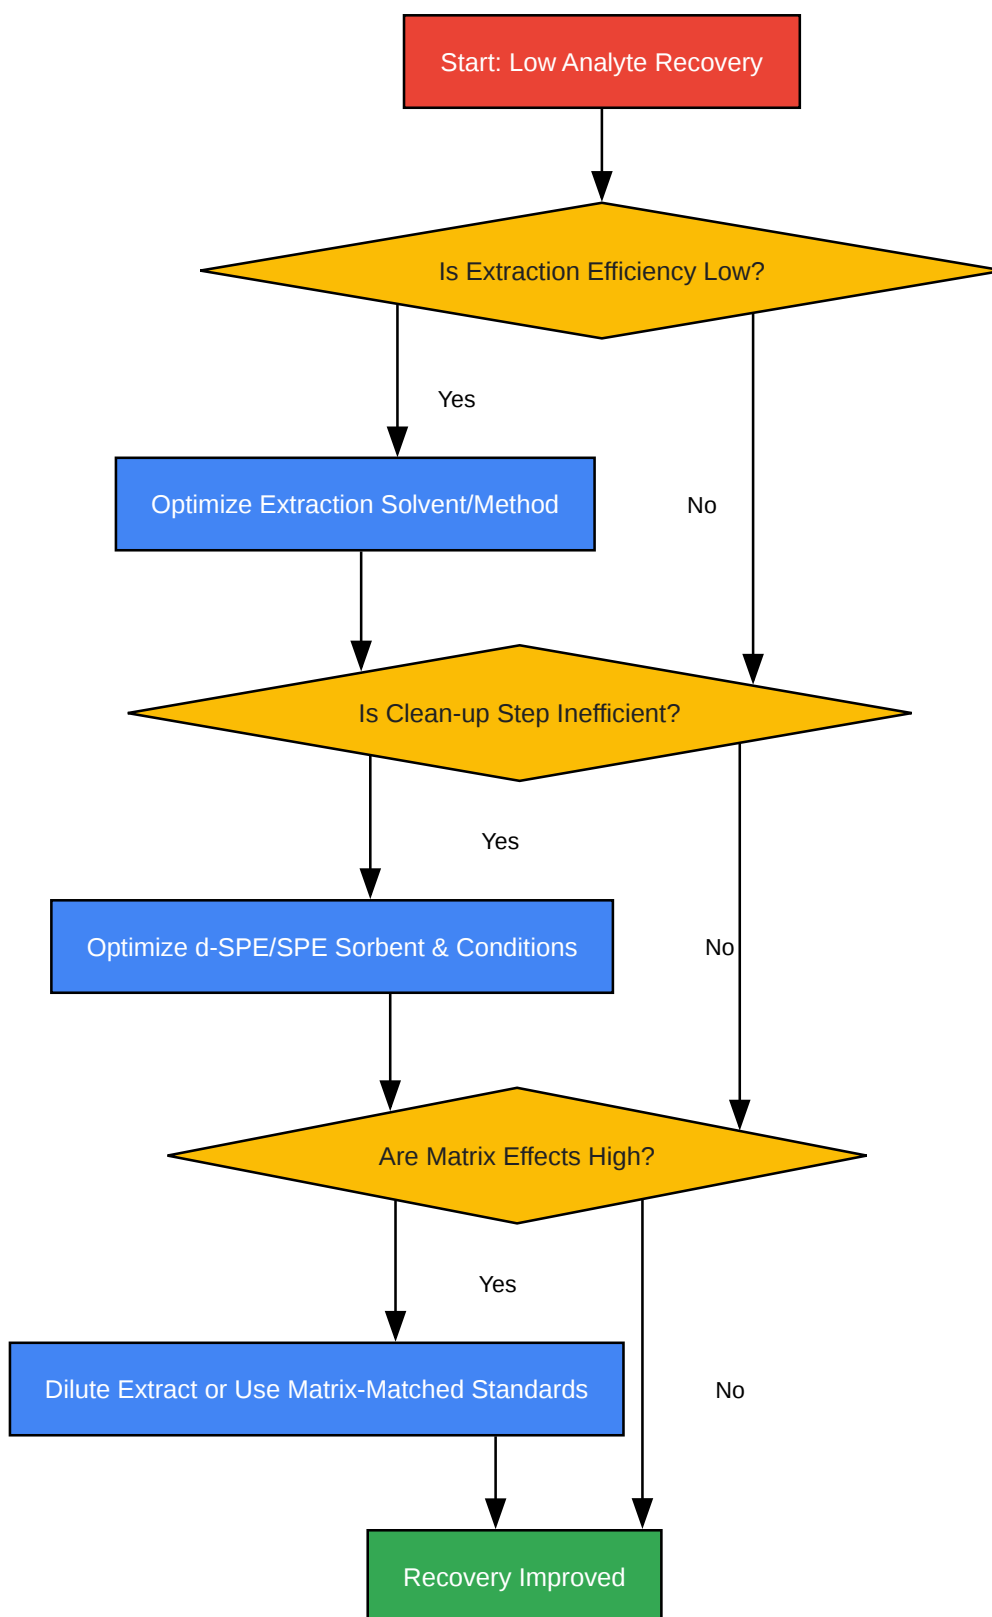 Start: Low Analyte Recovery
Is Extraction Efficiency Low?
Yes
Optimize Extraction Solvent/Method
No
Is Clean-up Step Inefficient?
Yes
Optimize d-SPE/SPE Sorbent & Conditions
No
Are Matrix Effects High?
Yes
Dilute Extract or Use Matrix-Matched Standards
No
Recovery Improved